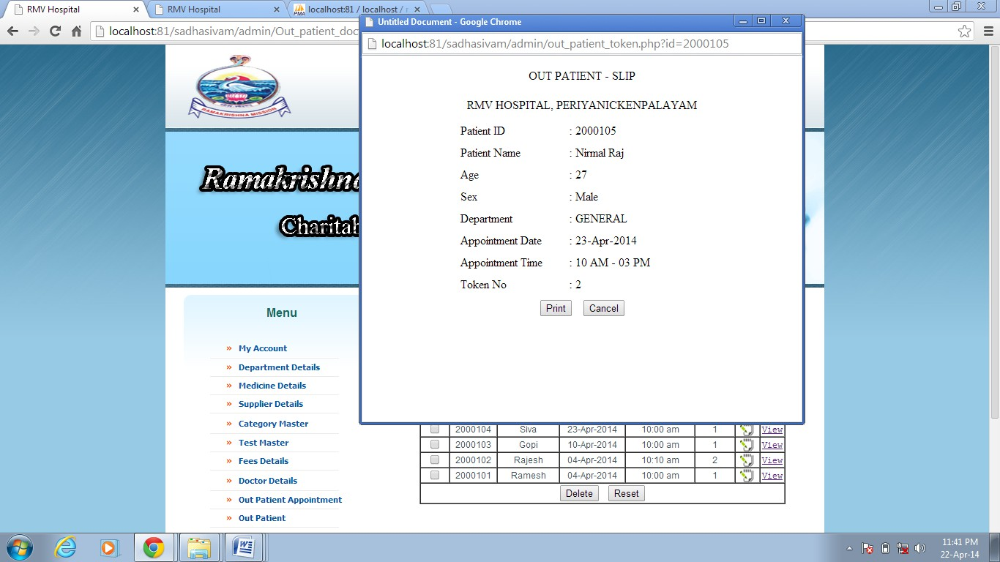 RMV Hospital
RMV Hospital
localhost:81 / localhost / r
localhost:81/sadhasivam/admin/Out_patient_doc
Untitled Document - Google Chrome
localhost:81/sadhasivam/admin/out_patient_token.php?id=2000105
OUT PATIENT - SLIP
RMV HOSPITAL, PERIYANICKENPALAYAM
Patient ID : 2000105
Patient Name : Nirmal Raj
Age : 27
Sex : Male
Department : GENERAL
Appointment Date : 23-Apr-2014
Appointment Time : 10 AM - 03 PM
Token No : 2
Print Cancel
RAMAKRISHNA MISSION
Ramakrishna
Charitab
Menu
» My Account
» Department Details
» Medicine Details
» Supplier Details
» Category Master
» Test Master
» Fees Details
» Doctor Details
» Out Patient Appointment
» Out Patient
2000104 Siva 23-Apr-2014 10:00 am 1 View
2000103 Gopi 10-Apr-2014 10:00 am 1 View
2000102 Rajesh 04-Apr-2014 10:10 am 2 View
2000101 Ramesh 04-Apr-2014 10:00 am 1 View
Delete Reset
11:41 PM
22-Apr-14